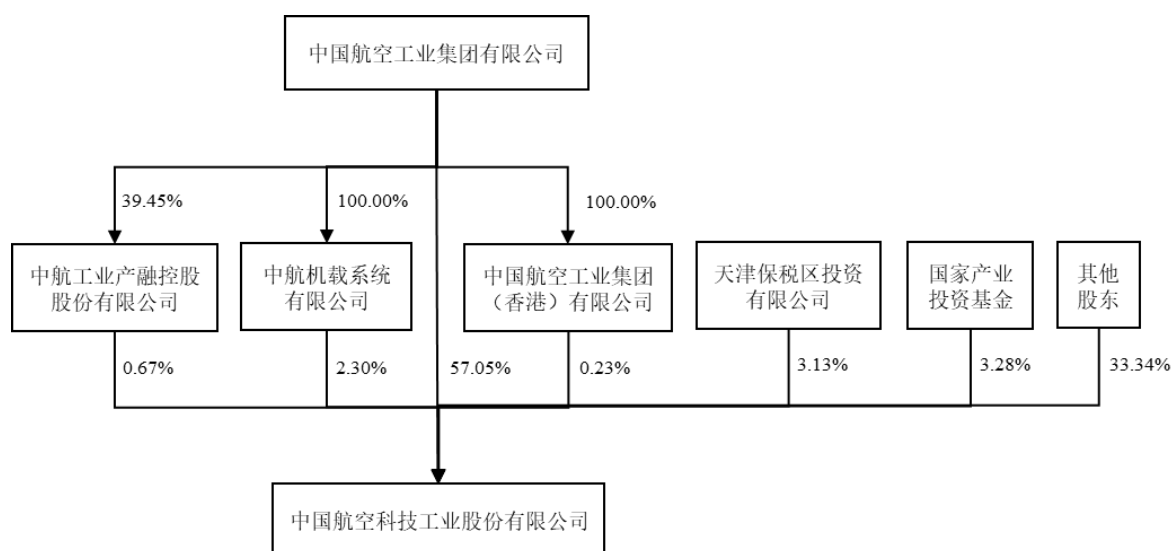 中国航空工业集团有限公司
39.45%
100.00%
100.00%
中航工业产融控股
股份有限公司
中航机载系统
有限公司
中国航空工业集团
（香港）有限公司
天津保税区投资
有限公司
国家产业
投资基金
其他
股东
0.67%
2.30%
57.05%
0.23%
3.13%
3.28%
33.34%
中国航空科技工业股份有限公司